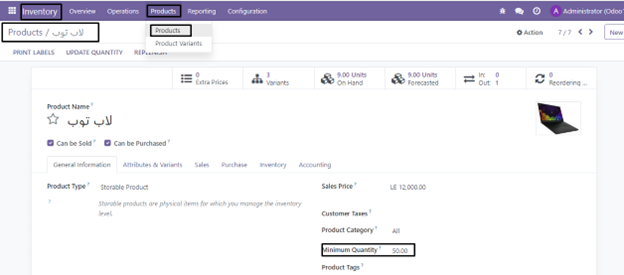 Inventory Overview Operations Products Reporting Configuration Administrator (Odoo
Products / لاب توب
Products
Product Variants
Action 7 / 7 New
PRINT LABELS UPDATE QUANTITY REPLENISH
0 Extra Prices
3 Variants
9.00 Units On Hand
9.00 Units Forecasted
In: 0
Out: 1
0 Reordering ...
Product Name ?
لاب توب
Can be Sold ? Can be Purchased ?
General Information Attributes & Variants Sales Purchase Inventory Accounting
Product Type ? Storable Product
Sales Price ? LE 12,000.00
? Storable products are physical items for which you manage the inventory
level.
Customer Taxes ?
Product Category ? All
Minimum Quantity ? 50.00
Product Tags ?